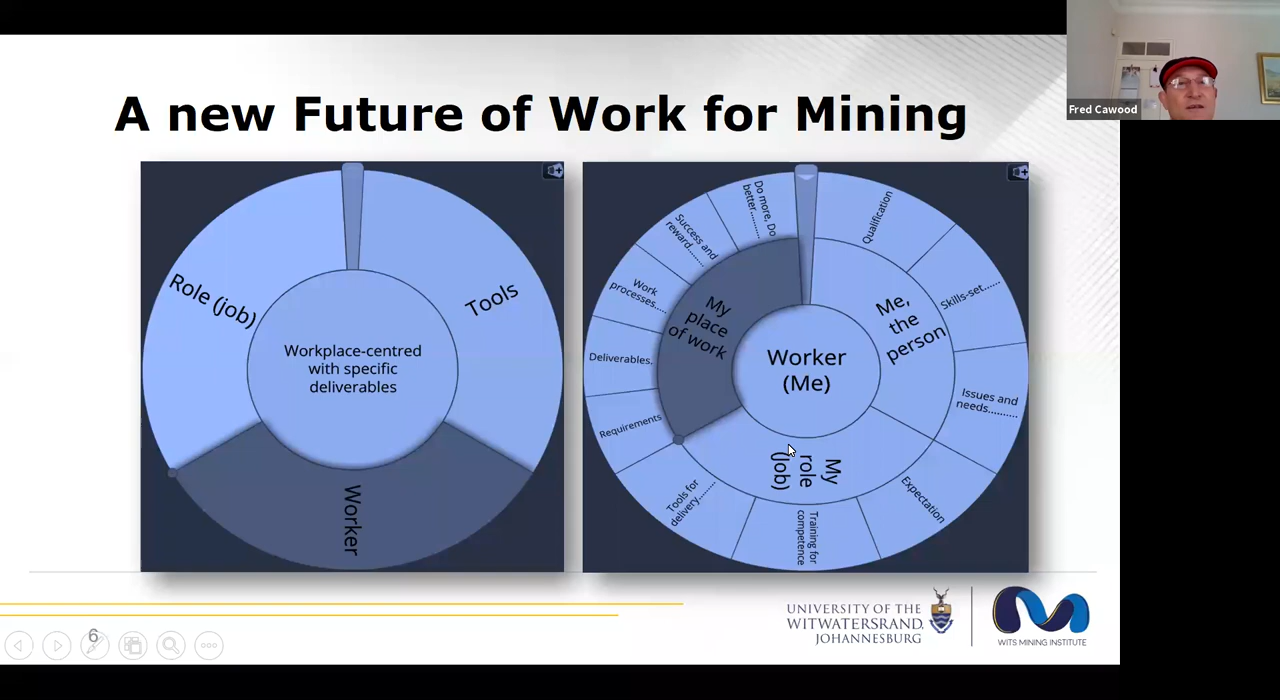 A new Future of Work for Mining
Fred Cawood
Role (job)
Tools
Workplace-centred
with specific
deliverables
Worker
Do more, Do
better..........
Success and
reward......
Work
processes....
Deliverables.
Requirements
My
place
of work
Worker
(Me)
Me,
the
person
Qualification
Skills-set......
Issues and
needs..........
My
role
(job)
Tools for
delivery.......
Training for
competence
Expectation
6
UNIVERSITY OF THE
WITWATERSRAND,
JOHANNESBURG
WITS MINING INSTITUTE